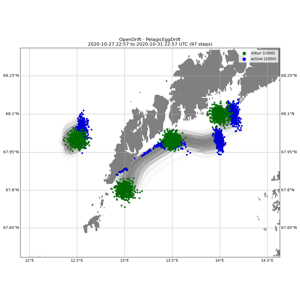 OpenDrift - PelagicEggDrift
2020-10-27 22:57 to 2020-10-31 22:57 UTC (97 steps)
initial (2000)
active (2000)
68.25°N
68.25°N
68.1°N
68.1°N
67.95°N
67.95°N
67.8°N
67.8°N
67.65°N
67.65°N
12°E
12.5°E
13°E
13.5°E
14°E
14.5°E